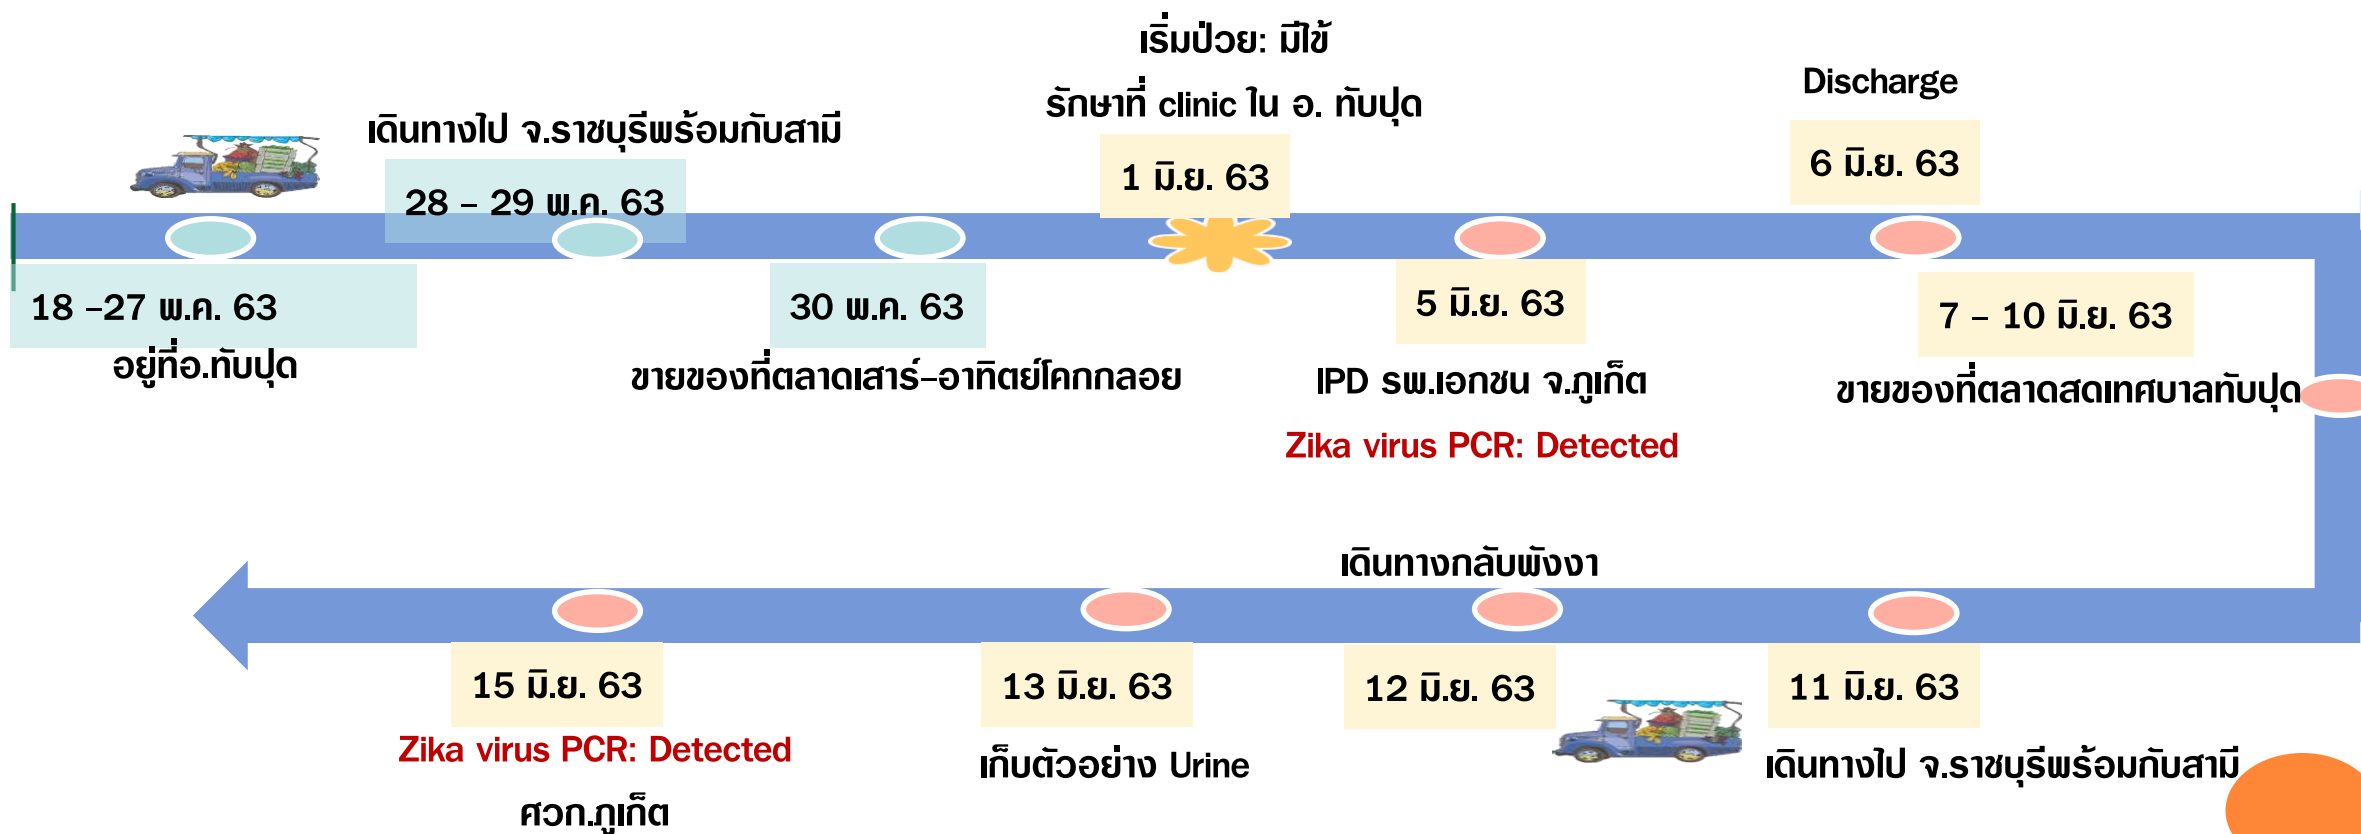 18 –27 พ.ค. 63
อยู่ที่อ.ทับปุด
เดินทางไป จ.ราชบุรีพร้อมกับสามี
28 – 29 พ.ค. 63
30 พ.ค. 63
ขายของที่ตลาดเสาร์–อาทิตย์โคกกลอย
เริ่มป่วย: มีไข้
รักษาที่ clinic ใน อ. ทับปุด
1 มิ.ย. 63
5 มิ.ย. 63
IPD รพ.เอกชน จ.ภูเก็ต
Zika virus PCR: Detected
Discharge
6 มิ.ย. 63
7 – 10 มิ.ย. 63
ขายของที่ตลาดสดเทศบาลทับปุด
11 มิ.ย. 63
เดินทางไป จ.ราชบุรีพร้อมกับสามี
เดินทางกลับพังงา
12 มิ.ย. 63
13 มิ.ย. 63
เก็บตัวอย่าง Urine
15 มิ.ย. 63
Zika virus PCR: Detected
ศวก.ภูเก็ต